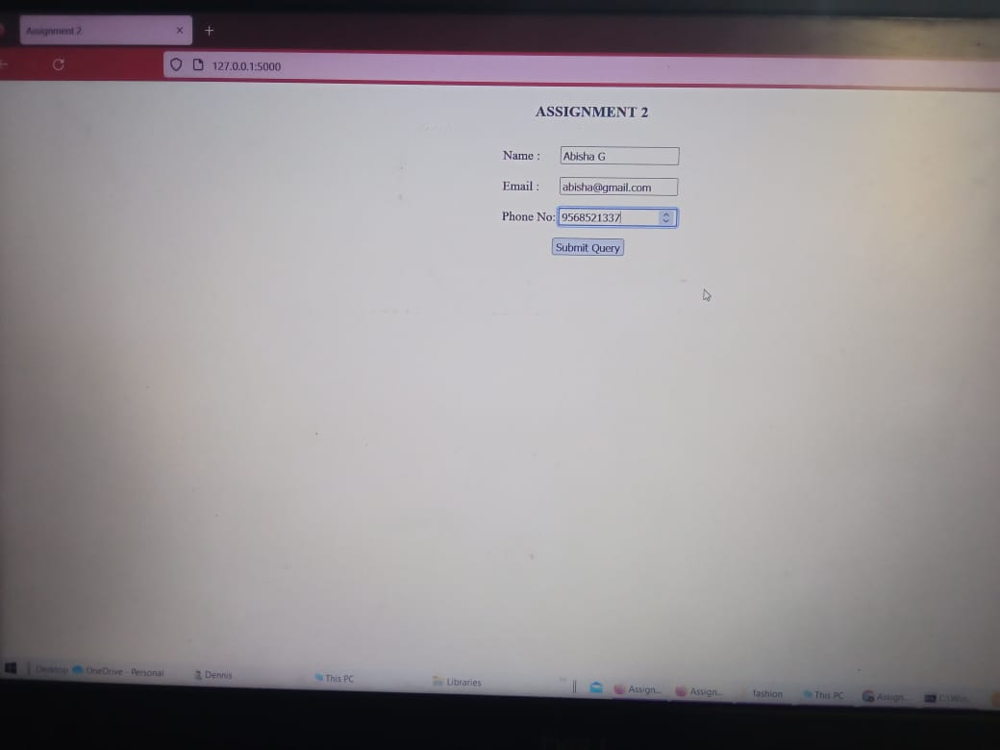 Assignment 2
127.0.0.1:5000
ASSIGNMENT 2
Name : Abisha G
Email : abisha@gmail.com
Phone No: 9568521337
Submit Query
Desktop OneDrive - Personal Dennis This PC Libraries Assign... Assign... fashion This PC Assign...